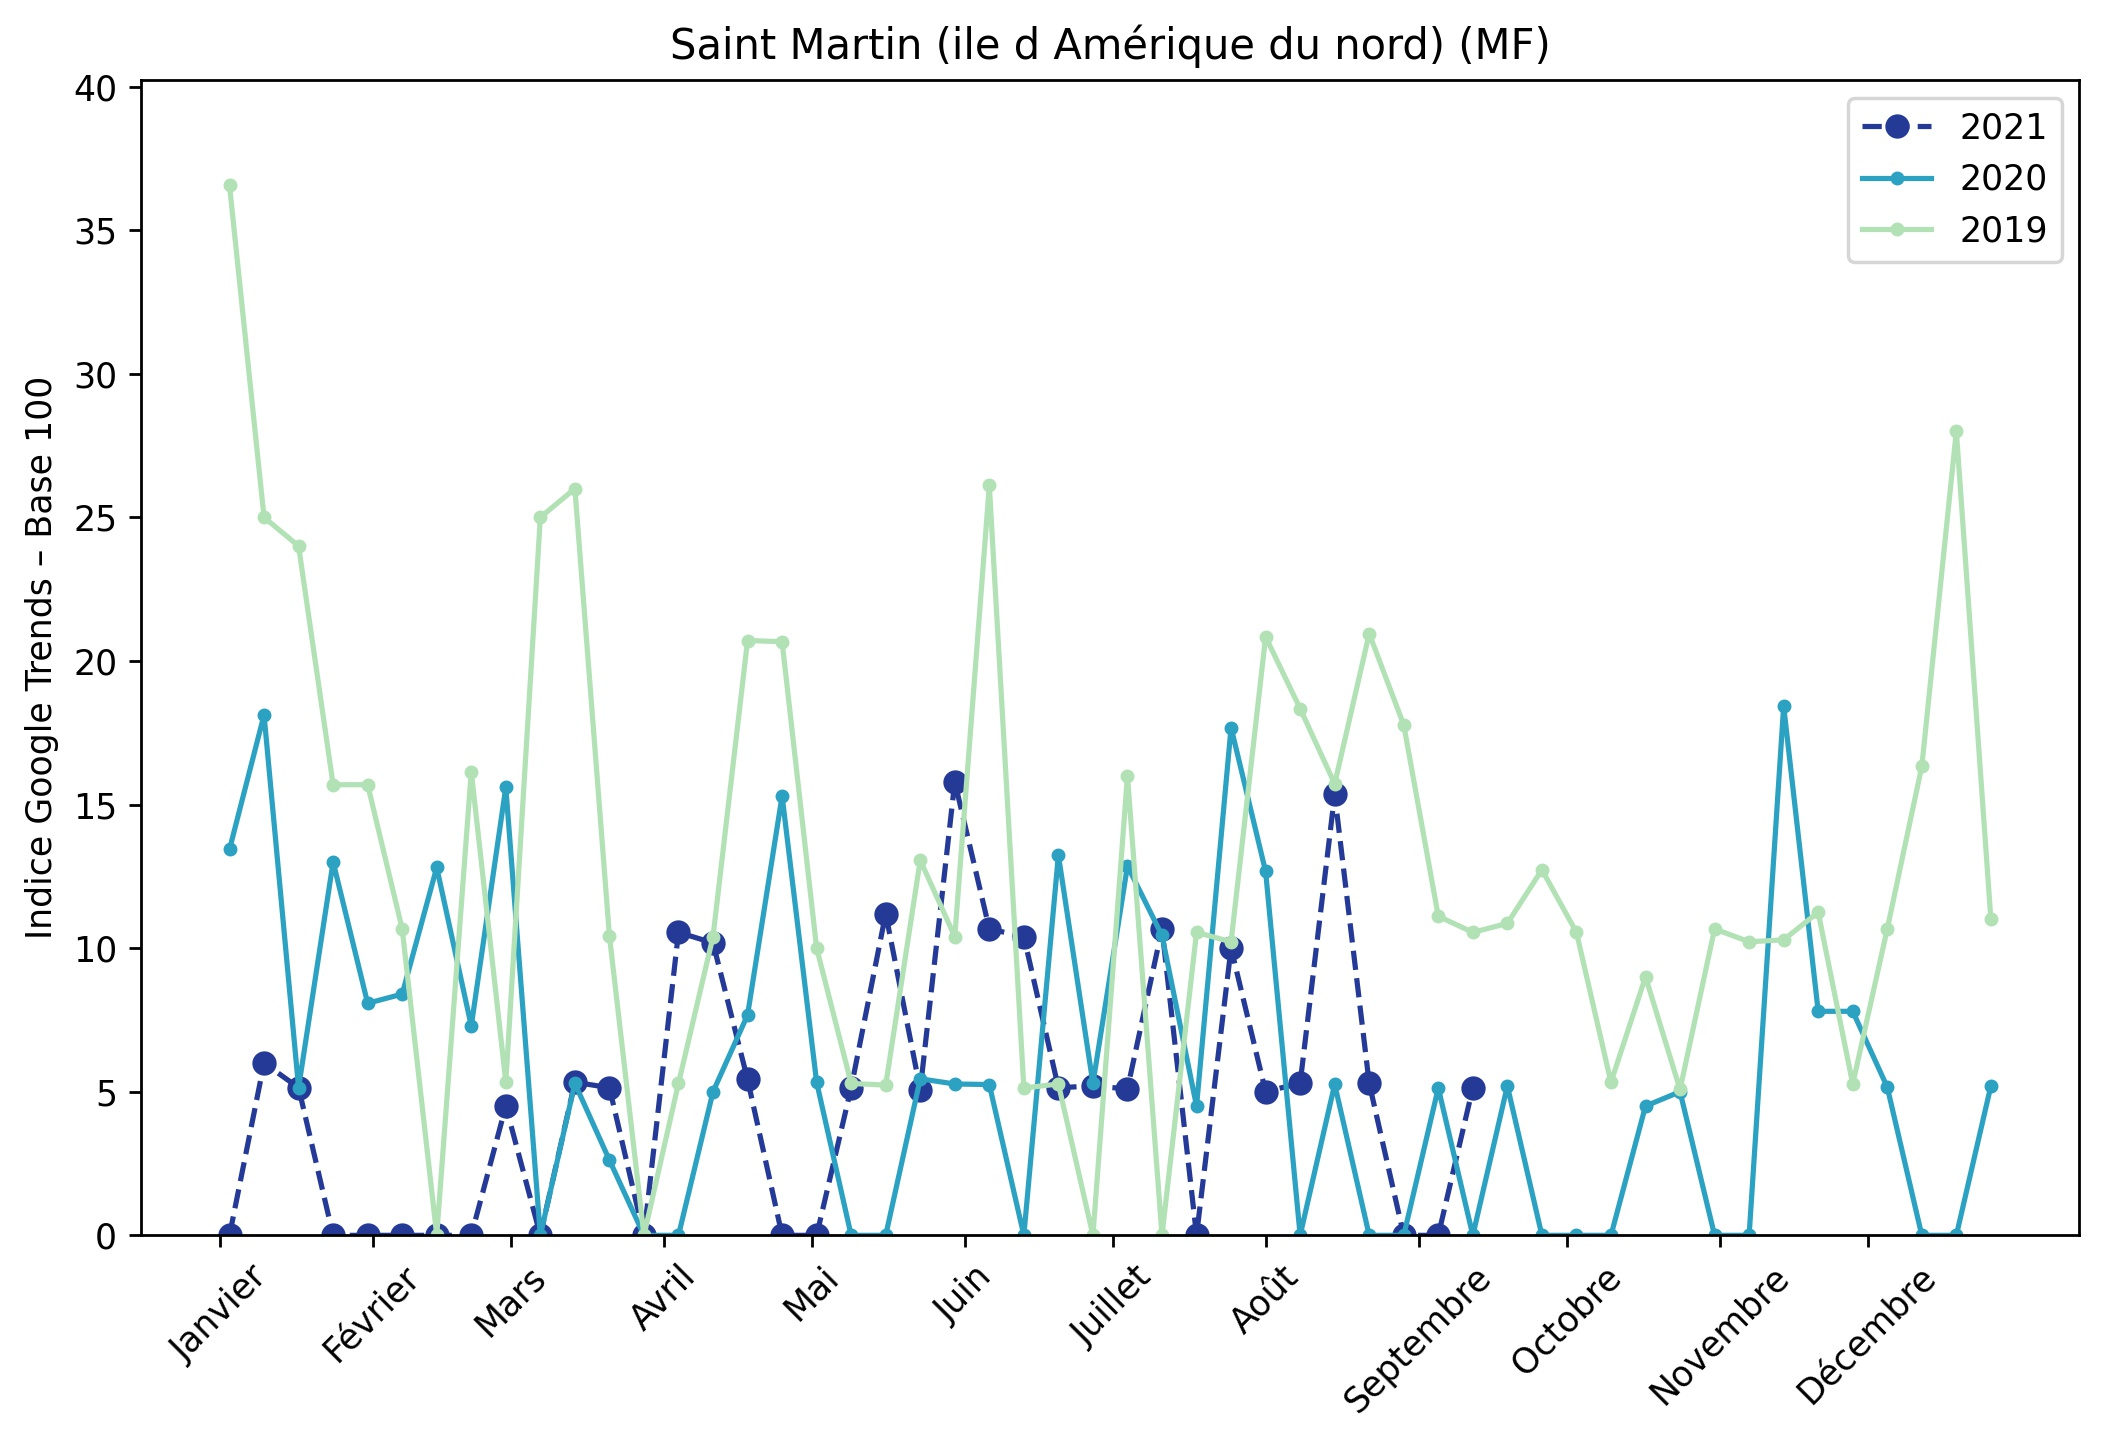 Saint Martin (ile d Amérique du nord) (MF)
Indice Google Trends – Base 100
40
35
30
25
20
15
10
5
0
2021
2020
2019
Janvier
Février
Mars
Avril
Mai
Juin
Juillet
Août
Septembre
Octobre
Novembre
Décembre